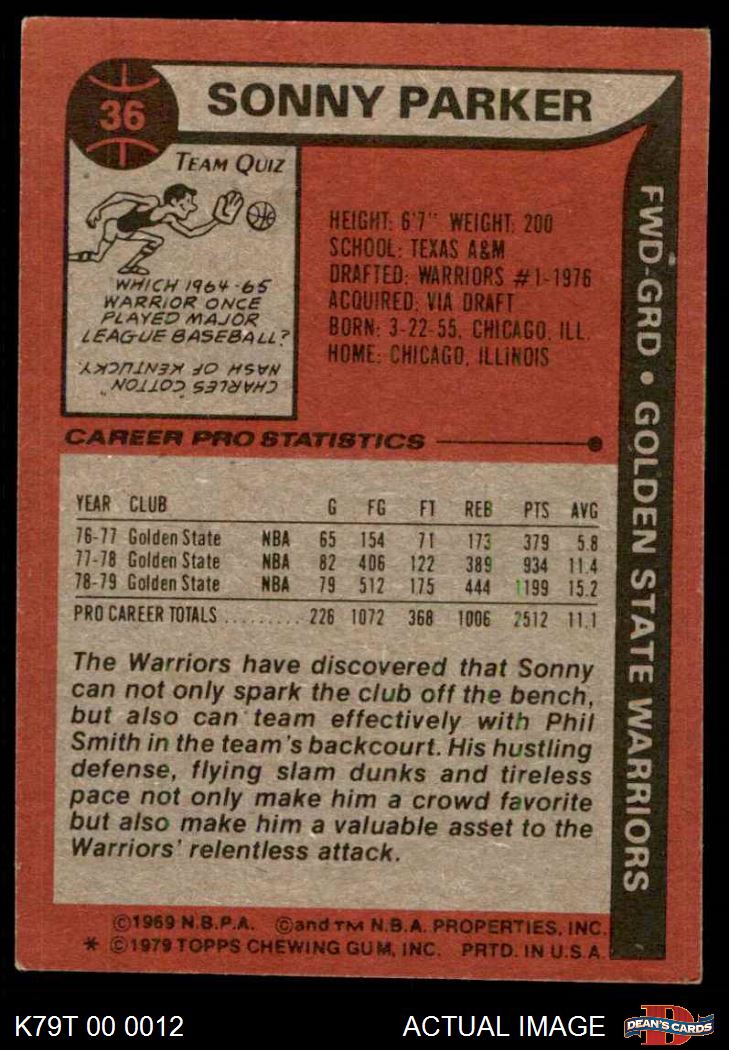 36
SONNY PARKER
TEAM QUIZ
WHICH 1964-65
WARRIOR ONCE
PLAYED MAJOR
LEAGUE BASEBALL?
CHARLES "COTTON"
NASH OF KENTUCKY.
HEIGHT: 6'7" WEIGHT: 200
SCHOOL: TEXAS A&M
DRAFTED: WARRIORS #1-1976
ACQUIRED: VIA DRAFT
BORN: 3-22-55, CHICAGO, ILL.
HOME: CHICAGO, ILLINOIS
FWD-GRD • GOLDEN STATE WARRIORS
CAREER PRO STATISTICS
YEAR CLUB G FG FT REB PTS AVG
76-77 Golden State NBA 65 154 71 173 379 5.8
77-78 Golden State NBA 82 406 122 389 934 11.4
78-79 Golden State NBA 79 512 175 444 1199 15.2
PRO CAREER TOTALS ......... 226 1072 368 1006 2512 11.1
The Warriors have discovered that Sonny
can not only spark the club off the bench,
but also can team effectively with Phil
Smith in the team's backcourt. His hustling
defense, flying slam dunks and tireless
pace not only make him a crowd favorite
but also make him a valuable asset to the
Warriors' relentless attack.
©1969 N.B.P.A. ©and TM N.B.A. PROPERTIES, INC.
* ©1979 TOPPS CHEWING GUM, INC. PRTD. IN U.S.A.
K79T 00 0012
ACTUAL IMAGE
D
DEAN'S CARDS